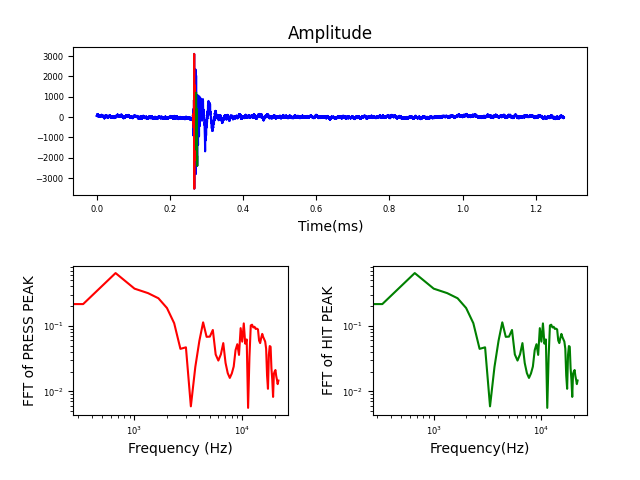 Amplitude
3000
2000
1000
0
−1000
−2000
−3000
0.0 0.2 0.4 0.6 0.8 1.0 1.2
Time(ms)
FFT of PRESS PEAK
10⁻¹
10⁻²
10³ 10⁴
Frequency (Hz)
FFT of HIT PEAK
10⁻¹
10⁻²
10³ 10⁴
Frequency(Hz)